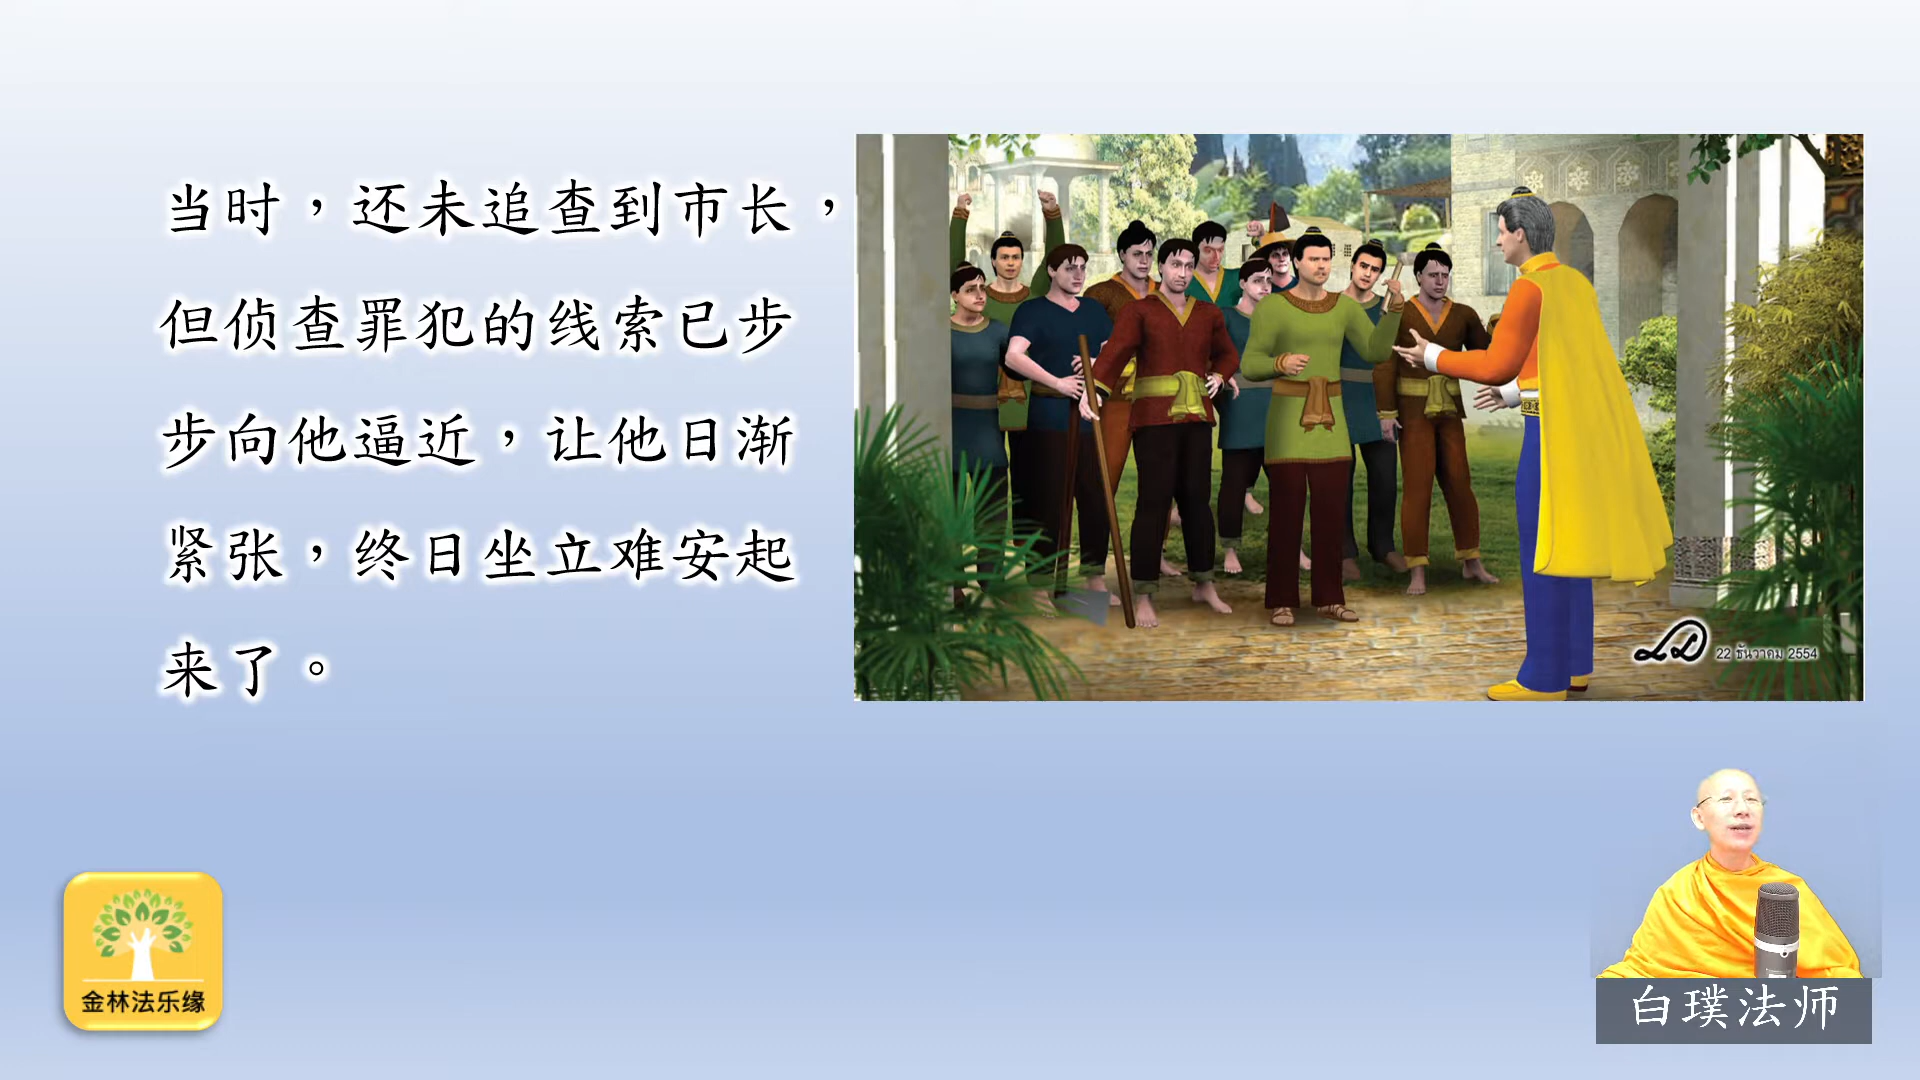 当时，还未追查到市长，
但侦查罪犯的线索已步
步向他逼近，让他日渐
紧张，终日坐立难安起
来了。
22 ธันวาคม 2554
金林法乐缘
白璞法师